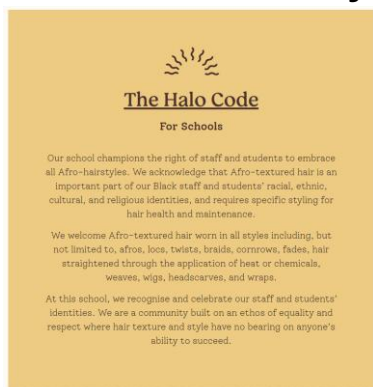 The Halo Code
For Schools
Our school champions the right of staff and students to embrace
all Afro-hairstyles. We acknowledge that Afro-textured hair is an
important part of our Black staff and students' racial, ethnic,
cultural, and religious identities, and requires specific styling for
hair health and maintenance.
We welcome Afro-textured hair worn in all styles including, but
not limited to, afros, locs, twists, braids, cornrows, fades, hair
straightened through the application of heat or chemicals,
weaves, wigs, headscarves, and wraps.
At this school, we recognise and celebrate our staff and students'
identities. We are a community built on an ethos of equality and
respect where hair texture and style have no bearing on anyone's
ability to succeed.